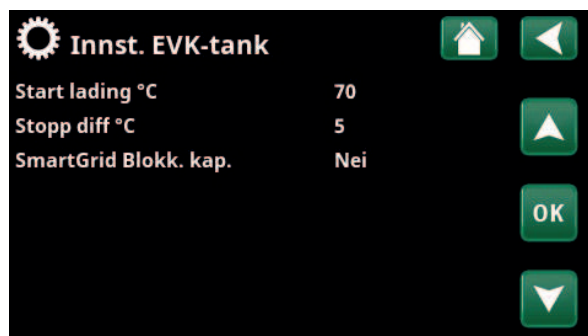 Innst. EVK-tank
Start lading °C 70
Stopp diff °C 5
SmartGrid Blokk. kap. Nei
OK